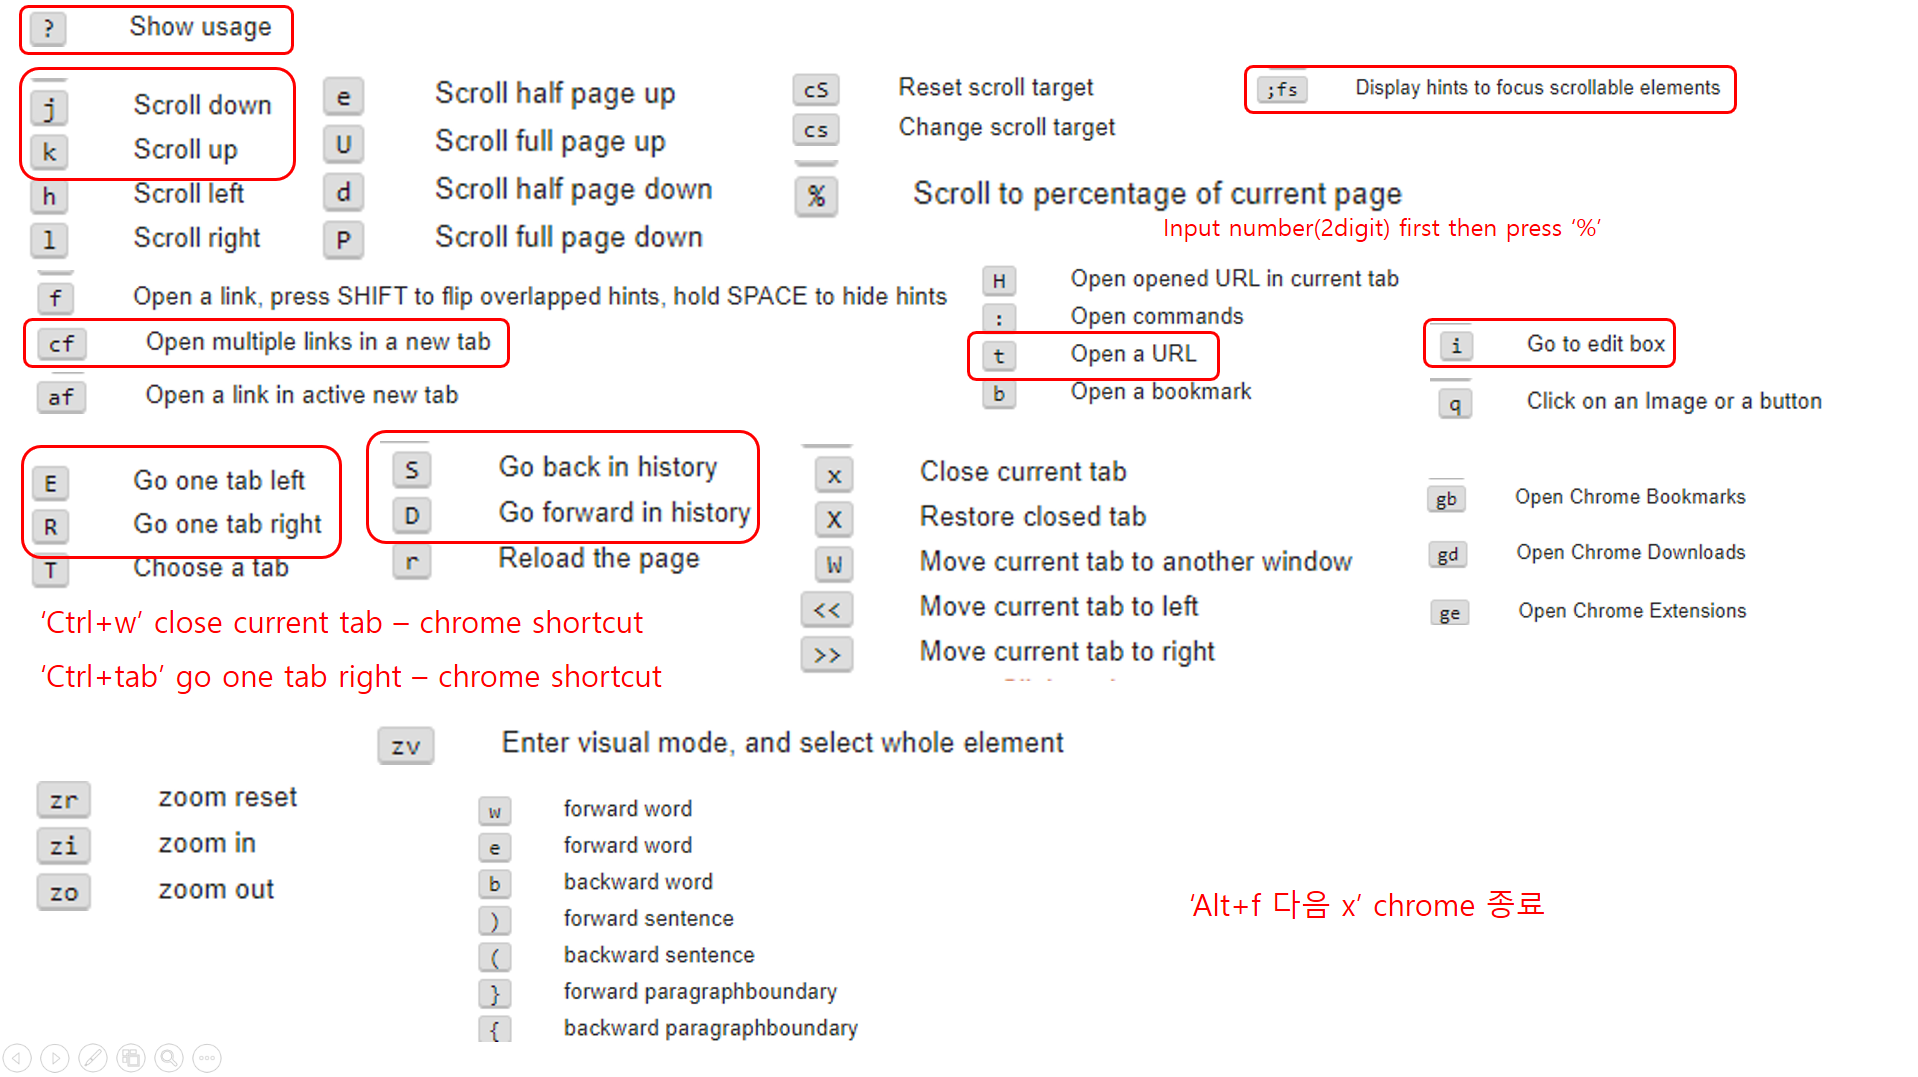 ? Show usage
j Scroll down
k Scroll up
h Scroll left
l Scroll right
e Scroll half page up
U Scroll full page up
d Scroll half page down
P Scroll full page down
cS Reset scroll target
cs Change scroll target
% Scroll to percentage of current page
Input number(2digit) first then press ‘%’
;fs Display hints to focus scrollable elements
f Open a link, press SHIFT to flip overlapped hints, hold SPACE to hide hints
cf Open multiple links in a new tab
af Open a link in active new tab
H Open opened URL in current tab
: Open commands
t Open a URL
b Open a bookmark
i Go to edit box
q Click on an Image or a button
E Go one tab left
R Go one tab right
T Choose a tab
S Go back in history
D Go forward in history
r Reload the page
x Close current tab
X Restore closed tab
W Move current tab to another window
<< Move current tab to left
>> Move current tab to right
gb Open Chrome Bookmarks
gd Open Chrome Downloads
ge Open Chrome Extensions
‘Ctrl+w’ close current tab – chrome shortcut
‘Ctrl+tab’ go one tab right – chrome shortcut
zv Enter visual mode, and select whole element
zr zoom reset
zi zoom in
zo zoom out
w forward word
e forward word
b backward word
) forward sentence
( backward sentence
} forward paragraphboundary
{ backward paragraphboundary
‘Alt+f 다음 x’ chrome 종료